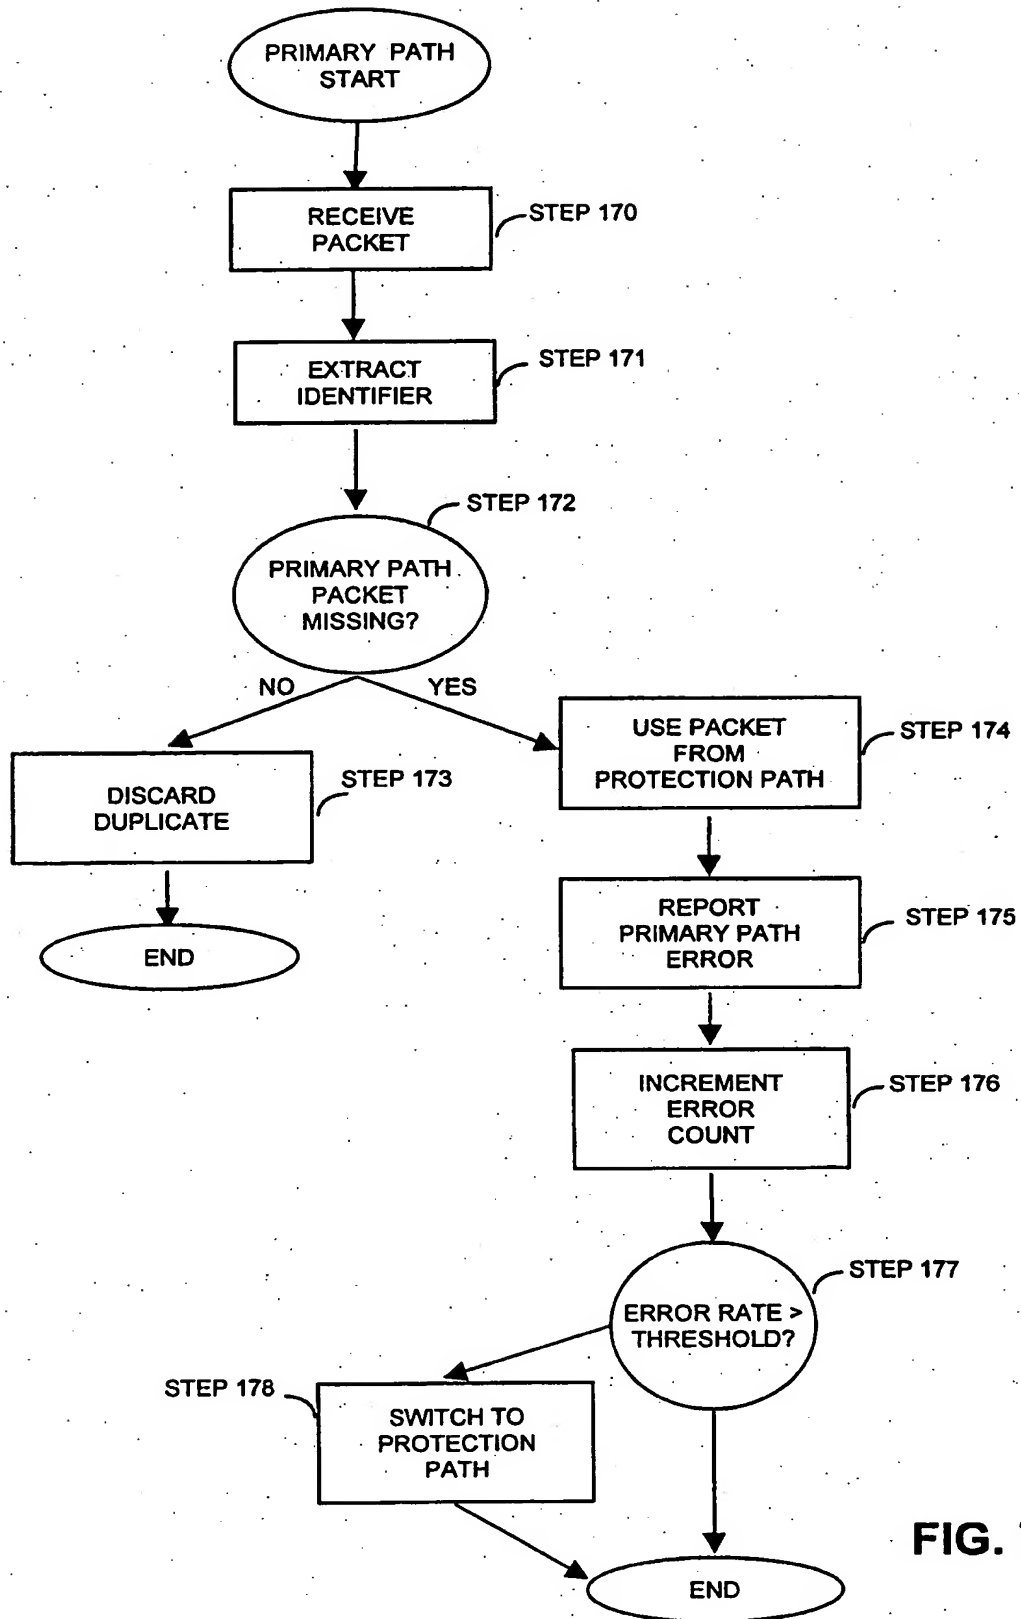 PRIMARY PATH
START
RECEIVE
PACKET
STEP 170
EXTRACT
IDENTIFIER
STEP 171
STEP 172
PRIMARY PATH
PACKET
MISSING?
NO
YES
USE PACKET
FROM
PROTECTION PATH
STEP 174
DISCARD
DUPLICATE
STEP 173
REPORT
PRIMARY PATH
ERROR
STEP 175
END
INCREMENT
ERROR
COUNT
STEP 176
ERROR RATE >
THRESHOLD?
STEP 177
STEP 178
SWITCH TO
PROTECTION
PATH
FIG.
END